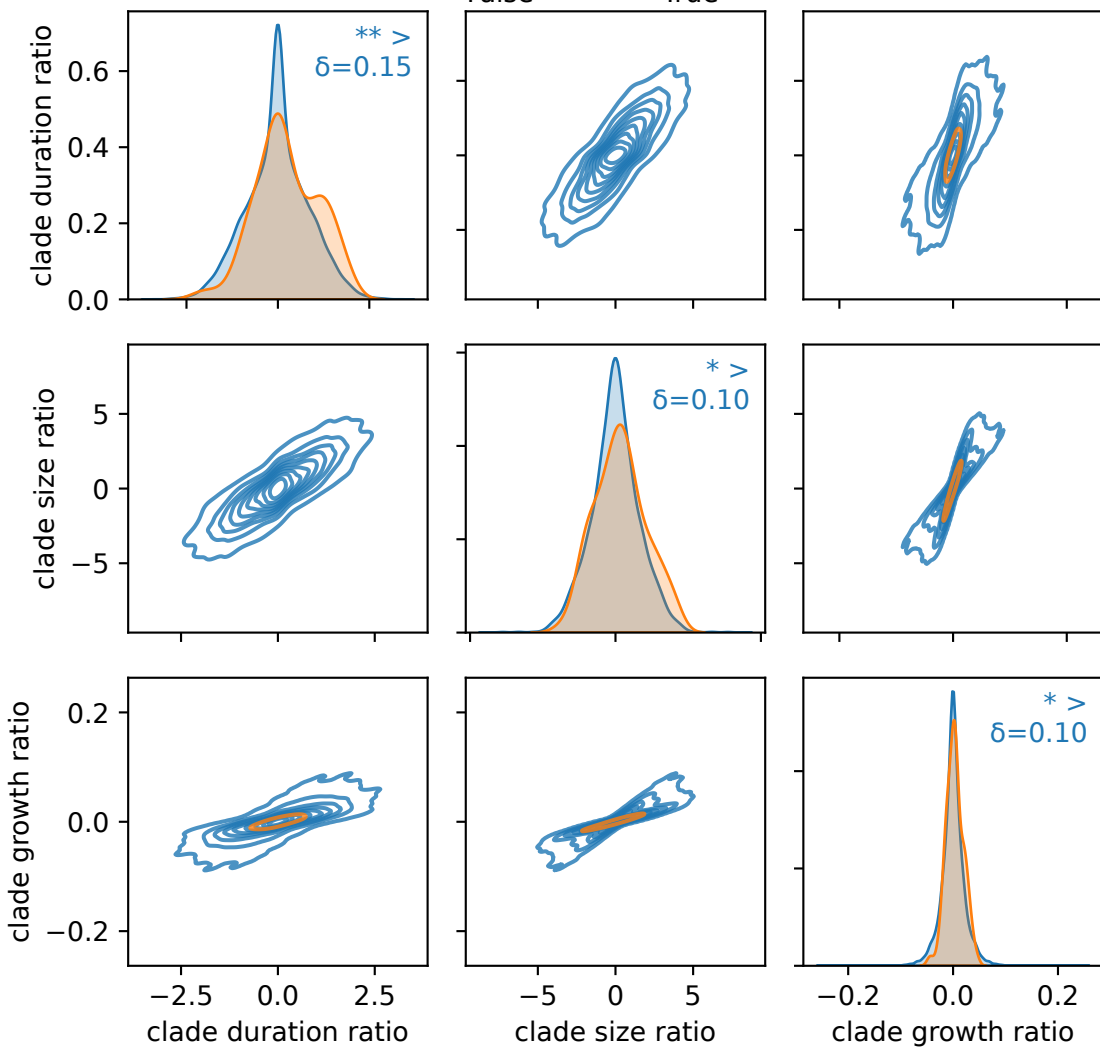 clade duration ratio
0.6
0.4
0.2
0.0
** >
δ=0.15
clade size ratio
5
0
−5
* >
δ=0.10
clade growth ratio
0.2
0.0
−0.2
* >
δ=0.10
−2.5 0.0 2.5
−5 0 5
−0.2 0.0 0.2
clade duration ratio
clade size ratio
clade growth ratio